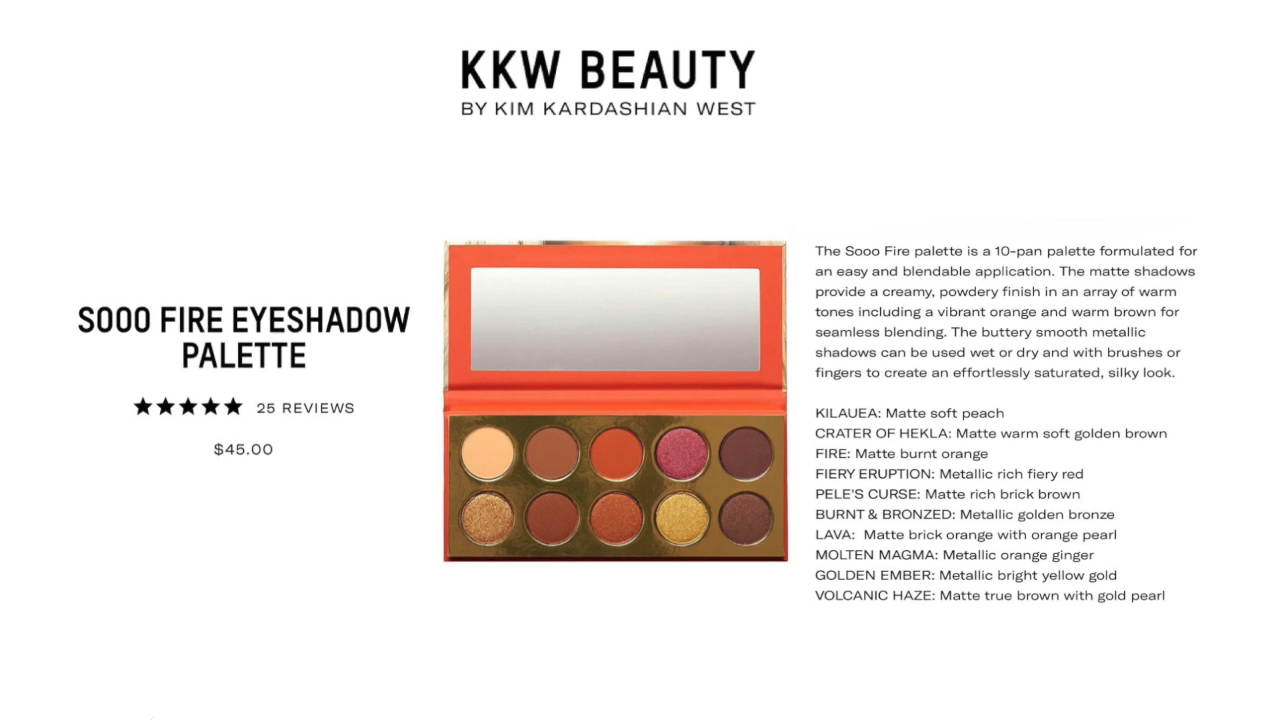 KKW BEAUTY
BY KIM KARDASHIAN WEST
SOOO FIRE EYESHADOW
PALETTE
★★★★★ 25 REVIEWS
$45.00
The Sooo Fire palette is a 10-pan palette formulated for
an easy and blendable application. The matte shadows
provide a creamy, powdery finish in an array of warm
tones including a vibrant orange and warm brown for
seamless blending. The buttery smooth metallic
shadows can be used wet or dry and with brushes or
fingers to create an effortlessly saturated, silky look.
KILAUEA: Matte soft peach
CRATER OF HEKLA: Matte warm soft golden brown
FIRE: Matte burnt orange
FIERY ERUPTION: Metallic rich fiery red
PELE'S CURSE: Matte rich brick brown
BURNT & BRONZED: Metallic golden bronze
LAVA: Matte brick orange with orange pearl
MOLTEN MAGMA: Metallic orange ginger
GOLDEN EMBER: Metallic bright yellow gold
VOLCANIC HAZE: Matte true brown with gold pearl